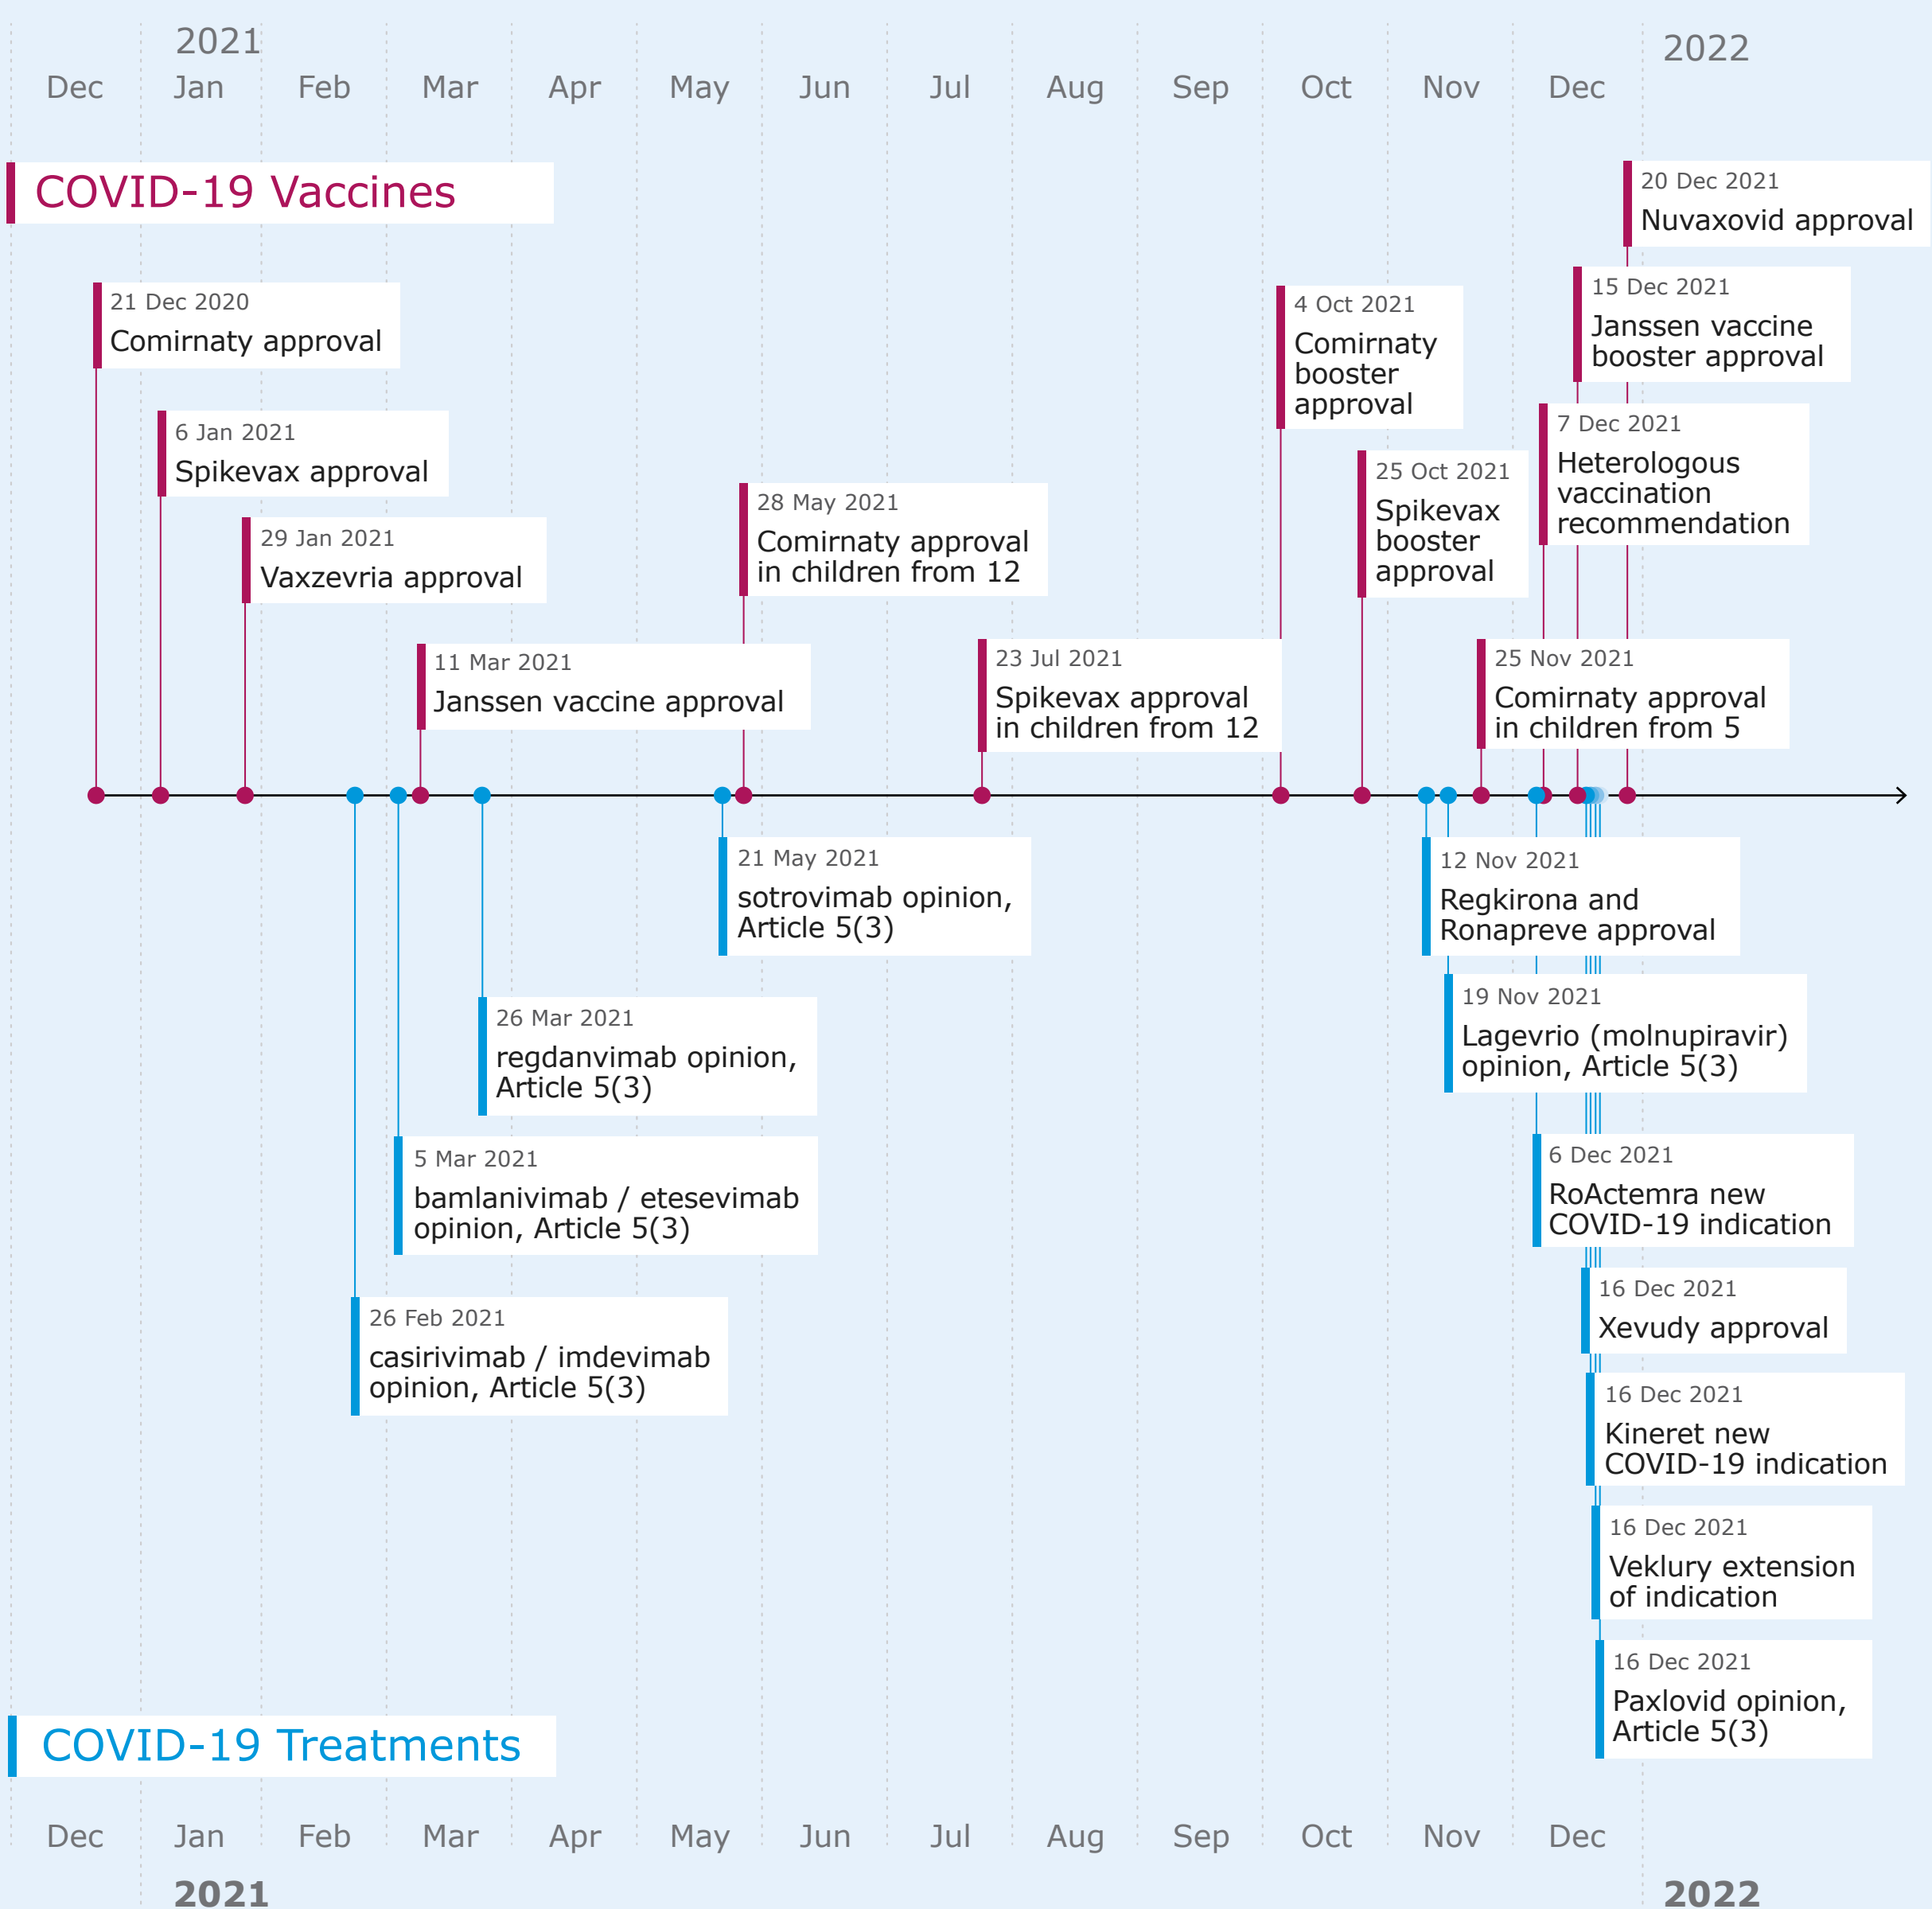 2021
2022
Dec Jan Feb Mar Apr May Jun Jul Aug Sep Oct Nov Dec
COVID-19 Vaccines
21 Dec 2020
Comirnaty approval
6 Jan 2021
Spikevax approval
29 Jan 2021
Vaxzevria approval
11 Mar 2021
Janssen vaccine approval
28 May 2021
Comirnaty approval
in children from 12
23 Jul 2021
Spikevax approval
in children from 12
4 Oct 2021
Comirnaty
booster
approval
25 Oct 2021
Spikevax
booster
approval
25 Nov 2021
Comirnaty approval
in children from 5
7 Dec 2021
Heterologous
vaccination
recommendation
15 Dec 2021
Janssen vaccine
booster approval
20 Dec 2021
Nuvaxovid approval
26 Feb 2021
casirivimab / imdevimab
opinion, Article 5(3)
5 Mar 2021
bamlanivimab / etesevimab
opinion, Article 5(3)
26 Mar 2021
regdanvimab opinion,
Article 5(3)
21 May 2021
sotrovimab opinion,
Article 5(3)
12 Nov 2021
Regkirona and
Ronapreve approval
19 Nov 2021
Lagevrio (molnupiravir)
opinion, Article 5(3)
6 Dec 2021
RoActemra new
COVID-19 indication
16 Dec 2021
Xevudy approval
16 Dec 2021
Kineret new
COVID-19 indication
16 Dec 2021
Veklury extension
of indication
16 Dec 2021
Paxlovid opinion,
Article 5(3)
COVID-19 Treatments
Dec Jan Feb Mar Apr May Jun Jul Aug Sep Oct Nov Dec
2021
2022